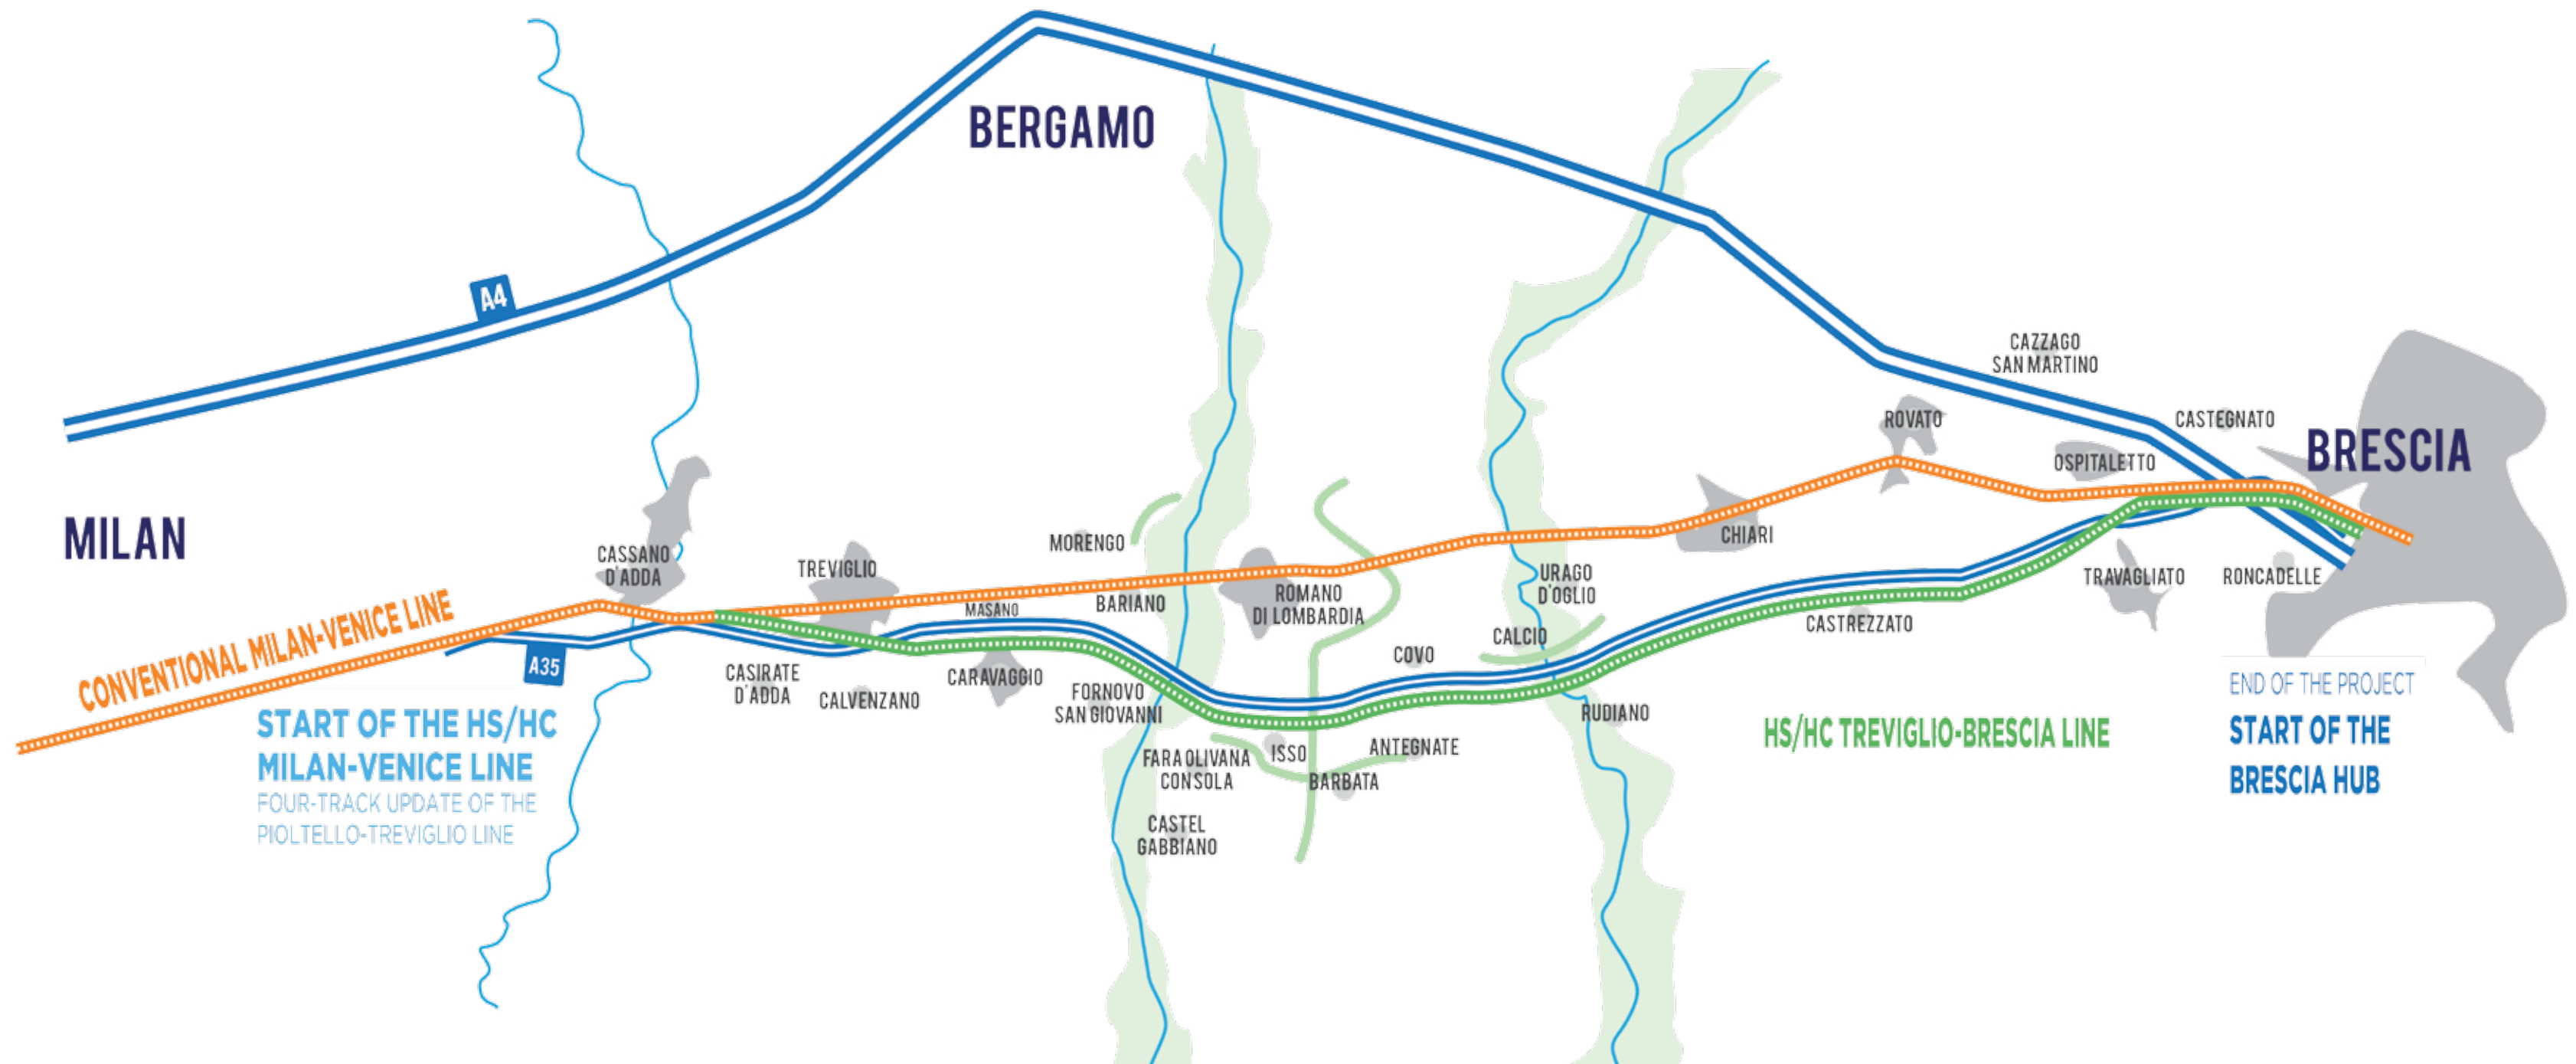 BERGAMO
A4
CAZZAGO
SAN MARTINO
ROVATO
CASTEGNATO
OSPITALETTO
BRESCIA
MILAN
CASSANO
D'ADDA
TREVIGLIO
MORENGO
CHIARI
MASANO
BARIANO
ROMANO
DI LOMBARDIA
URAGO
D'OGLIO
TRAVAGLIATO
RONCADELLE
CONVENTIONAL MILAN-VENICE LINE
A35
CASIRATE
D'ADDA
CALVENZANO
CARAVAGGIO
FORNOVO
SAN GIOVANNI
COVO
CALCIO
CASTREZZATO
RUDIANO
START OF THE HS/HC
MILAN-VENICE LINE
FOUR-TRACK UPDATE OF THE
PIOLTELLO-TREVIGLIO LINE
FARA OLIVANA
CONSOLA
ISSO
ANTEGNATE
BARBATA
CASTEL
GABBIANO
HS/HC TREVIGLIO-BRESCIA LINE
END OF THE PROJECT
START OF THE
BRESCIA HUB